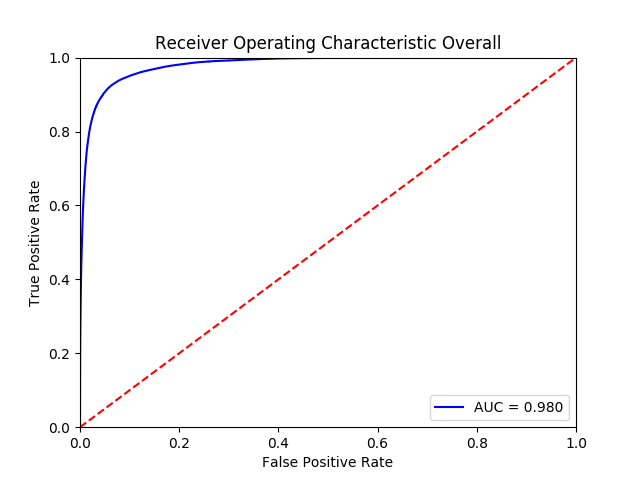 Receiver Operating Characteristic Overall
1.0
0.8
0.6
0.4
0.2
0.0
True Positive Rate
AUC = 0.980
0.0 0.2 0.4 0.6 0.8 1.0
False Positive Rate